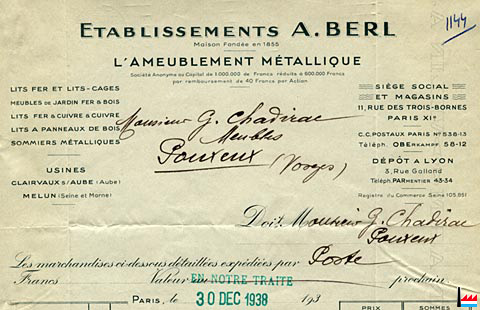 1144
ETABLISSEMENTS A. BERL
Maison Fondée en 1855
L'AMEUBLEMENT MÉTALLIQUE
Société Anonyme au Capital de 1.000.000 de Francs réduits à 600.000 Francs
par remboursement de 40 Francs par Action
LITS FER ET LITS-CAGES
MEUBLES DE JARDIN FER & BOIS
LITS FER & CUIVRE & CUIVRE
LITS A PANNEAUX DE BOIS
SOMMIERS MÉTALLIQUES
USINES
CLAIRVAUX S/AUBE (Aube)
MELUN (Seine et Marne)
Monsieur G. Chadirac
Meubles
Pouxeux (Vosges)
SIÈGE SOCIAL
ET MAGASINS
11, RUE DES TROIS-BORNES
PARIS XIe
C.C. POSTAUX PARIS No 538-13
TÉLÉPH. OBERKAMPF 58-12
DÉPÔT A LYON
3, Rue Galland
Téléph. PARMENTIER 43-34
Registre du Commerce Seine 105.861
Doit, Monsieur G. Chadirac
Pouxeux
Les marchandises ci-dessous détaillées expédiées par Poste
Francs Valeur EN NOTRE TRAITE prochain
PARIS, le 30 DEC 1938 193
PRIX SOMMES